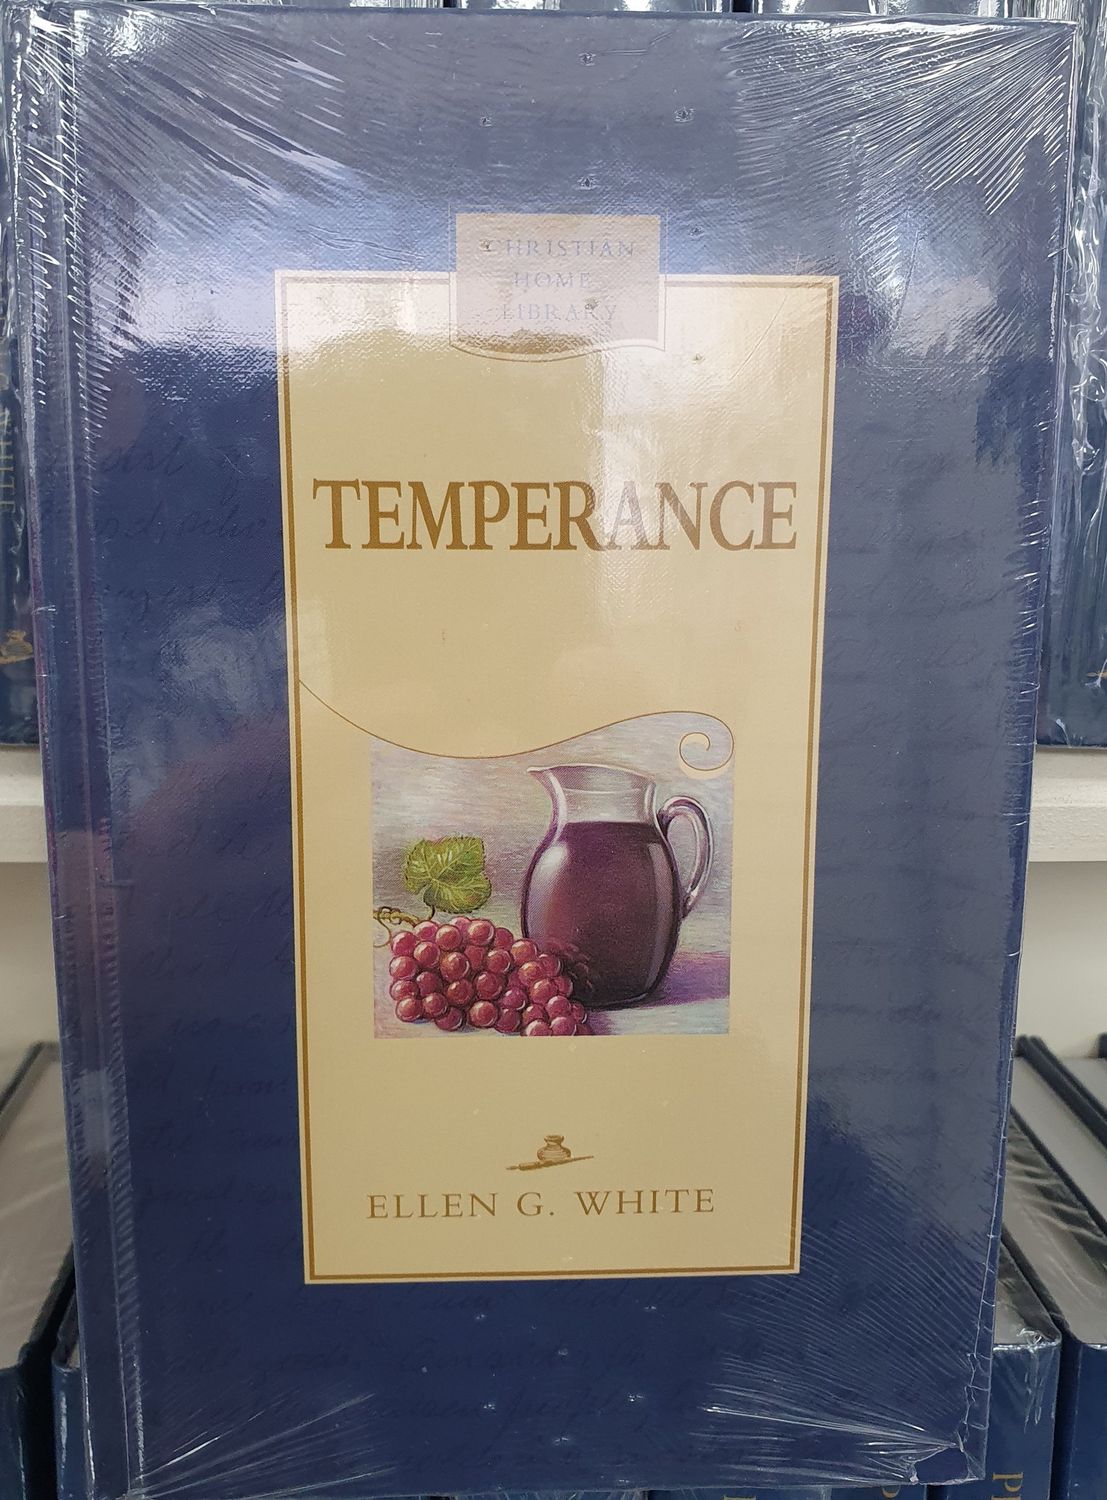 CHRISTIAN
HOME
LIBRARY
TEMPERANCE
ELLEN G. WHITE